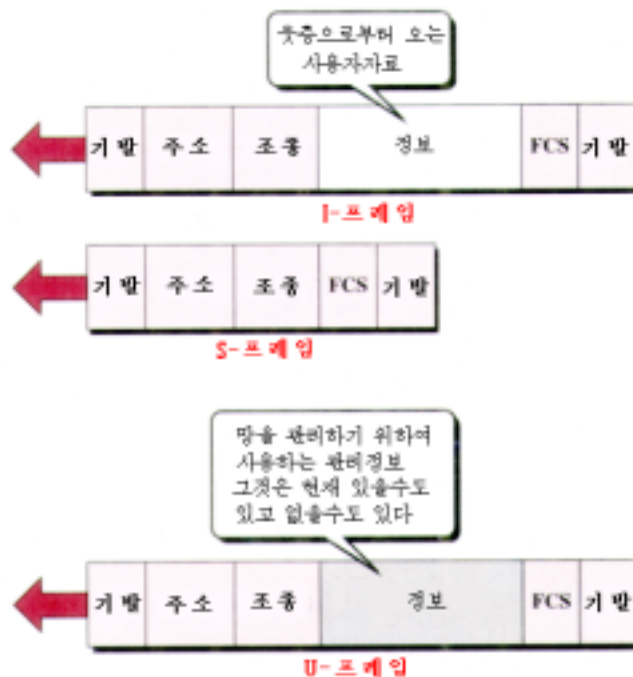 웃층으로부터 오는
사용자자료
기발 주소 조종 정보 FCS 기발
I-프레임
기발 주소 조종 FCS 기발
S-프레임
망을 관리하기 위하여
사용하는 관리정보
그것은 현재 있을수도
있고 없을수도 있다
기발 주소 조종 정보 FCS 기발
U-프레임